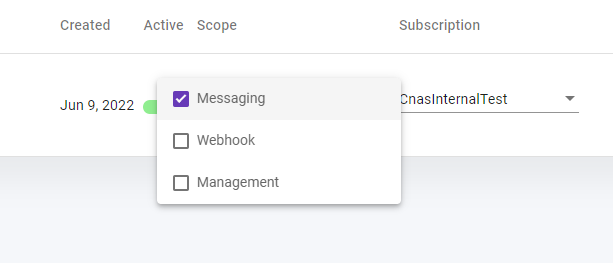 Created Active Scope Subscription
Messaging
Jun 9, 2022 CnasInternalTest
Webhook
Management